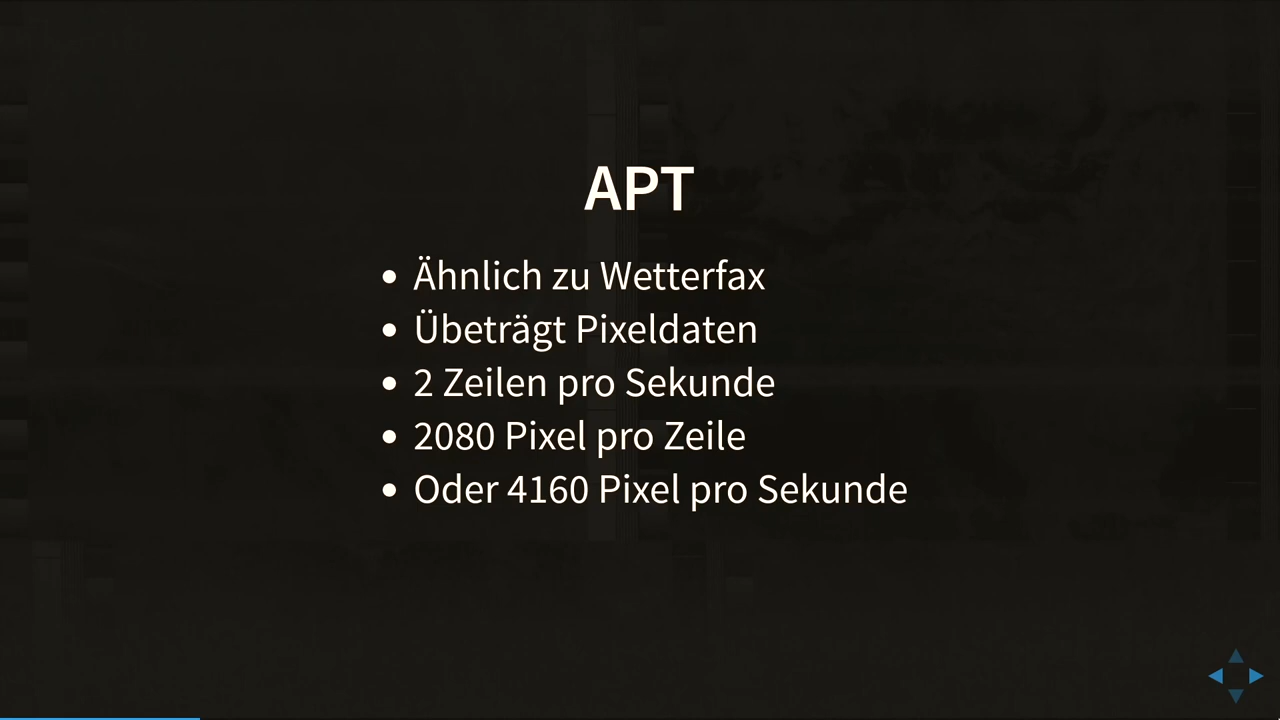 APT
Ähnlich zu Wetterfax
Übeträgt Pixeldaten
2 Zeilen pro Sekunde
2080 Pixel pro Zeile
Oder 4160 Pixel pro Sekunde